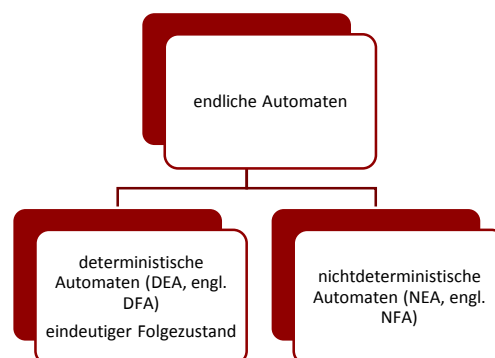 endliche Automaten
deterministische
Automaten (DEA, engl.
DFA)
eindeutiger Folgezustand
nichtdeterministische
Automaten (NEA, engl.
NFA)